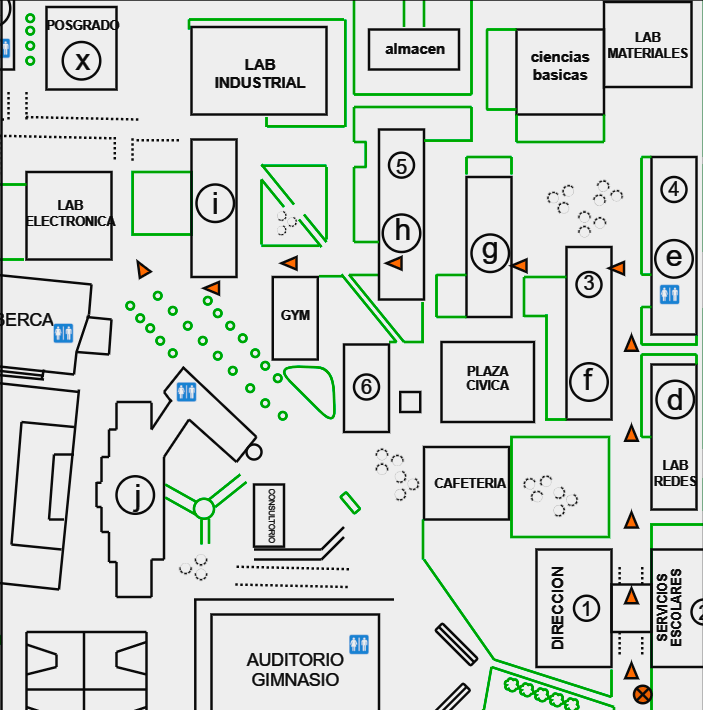 POSGRADO
X
LAB
INDUSTRIAL
almacen
ciencias
basicas
LAB
MATERIALES
LAB
ELECTRONICA
i
5
h
g
4
e
3
f
GYM
6
PLAZA
CIVICA
d
LAB
REDES
BERCA
j
CONSULTORIO
CAFETERIA
DIRECCION
1
SERVICIOS
ESCOLARES
2
AUDITORIO
GIMNASIO